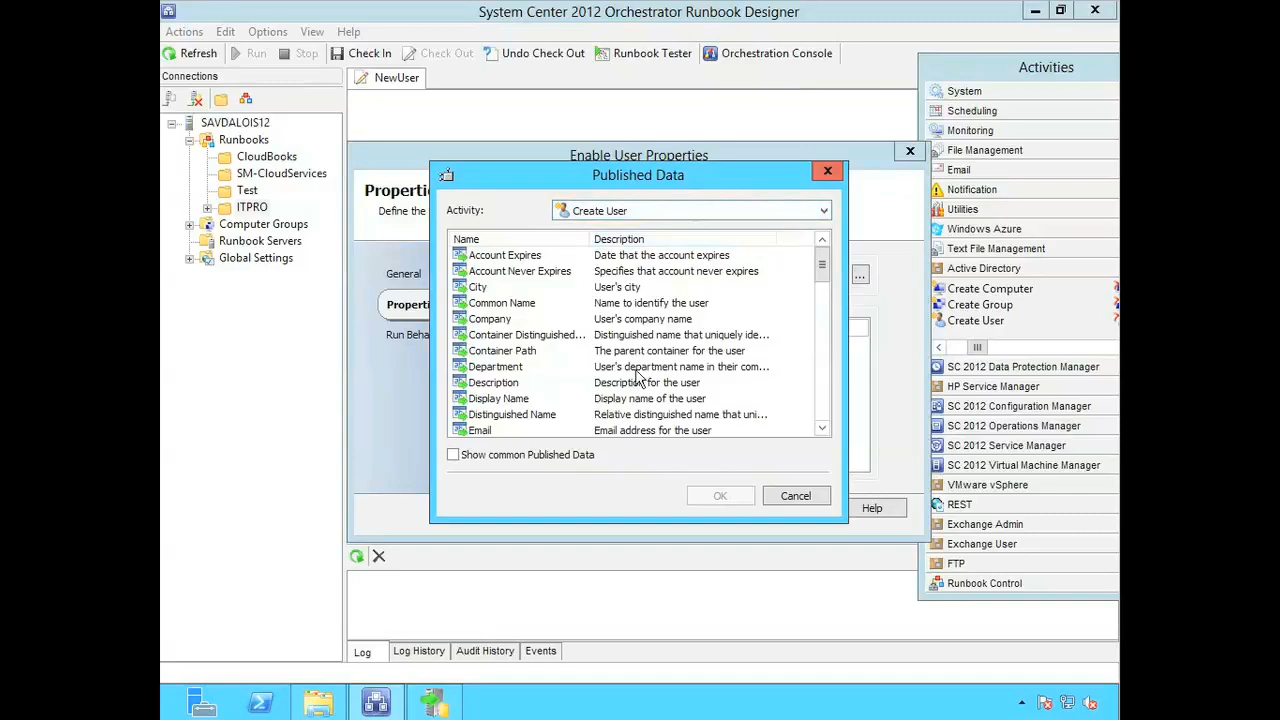 System Center 2012 Orchestrator Runbook Designer
Actions Edit Options View Help
Refresh Run Stop Check In Check Out Undo Check Out Runbook Tester Orchestration Console
Connections
SAVDALOIS12
Runbooks
CloudBooks
SM-CloudServices
Test
ITPRO
Computer Groups
Runbook Servers
Global Settings
NewUser
Enable User Properties
Properti
Define the
General
Properti
Run Beha
...
Help
Published Data
Activity: Create User
Name Description
Account Expires Date that the account expires
Account Never Expires Specifies that account never expires
City User's city
Common Name Name to identify the user
Company User's company name
Container Distinguished... Distinguished name that uniquely ide...
Container Path The parent container for the user
Department User's department name in their com...
Description Description for the user
Display Name Display name of the user
Distinguished Name Relative distinguished name that uni...
Email Email address for the user
Show common Published Data
OK Cancel
Activities
System
Scheduling
Monitoring
File Management
Email
Notification
Utilities
Windows Azure
Text File Management
Active Directory
Create Computer
Create Group
Create User
SC 2012 Data Protection Manager
HP Service Manager
SC 2012 Configuration Manager
SC 2012 Operations Manager
SC 2012 Service Manager
SC 2012 Virtual Machine Manager
VMware vSphere
REST
Exchange Admin
Exchange User
FTP
Runbook Control
Log Log History Audit History Events